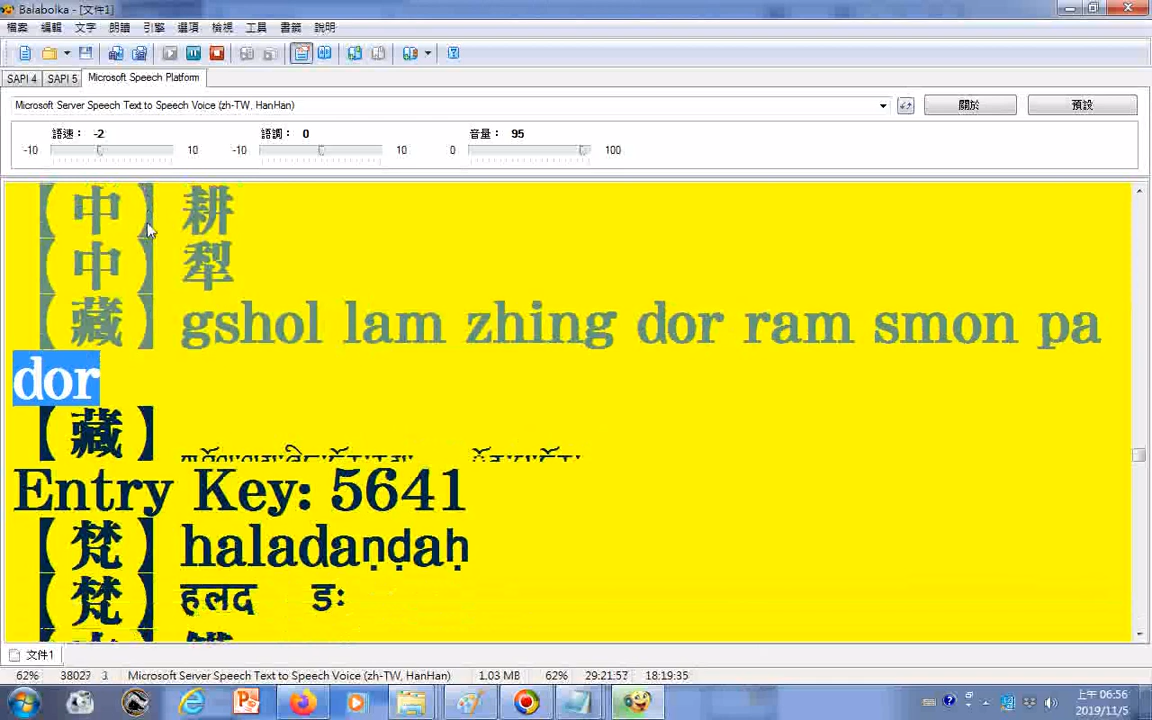 Balabolka - [文件1]
檔案 編輯 文字 朗讀 引擎 選項 檢視 工具 書籤 說明
SAPI 4 SAPI 5 Microsoft Speech Platform
Microsoft Server Speech Text to Speech Voice (zh-TW, HanHan) 關於 預設
語速： -2 語調： 0 音量： 95
-10 10 -10 10 0 100
【中】 耕
【中】 犁
【藏】 gshol lam zhing dor ram smon pa
dor
【藏】
Entry Key: 5641
【梵】 haladaṇḍaḥ
【梵】 हलद डः
文件1
62% 38027 Microsoft Server Speech Text to Speech Voice (zh-TW, HanHan) 1.03 MB 62% 29:21:57 18:19:35
上午 06:56
2019/11/5